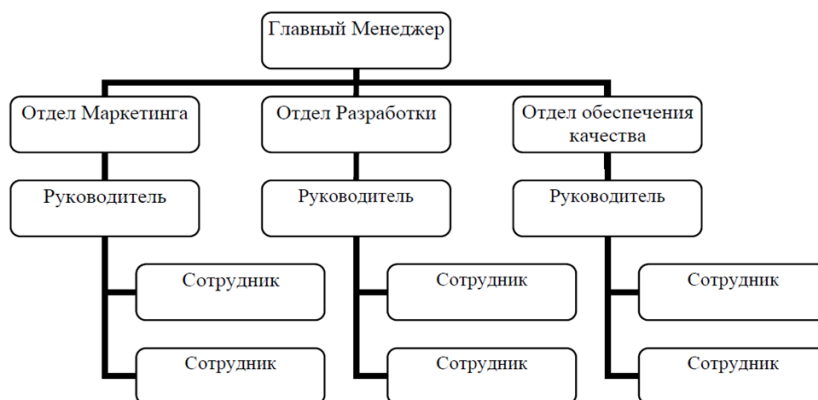 Главный Менеджер
Отдел Маркетинга
Отдел Разработки
Отдел обеспечения
качества
Руководитель
Руководитель
Руководитель
Сотрудник
Сотрудник
Сотрудник
Сотрудник
Сотрудник
Сотрудник